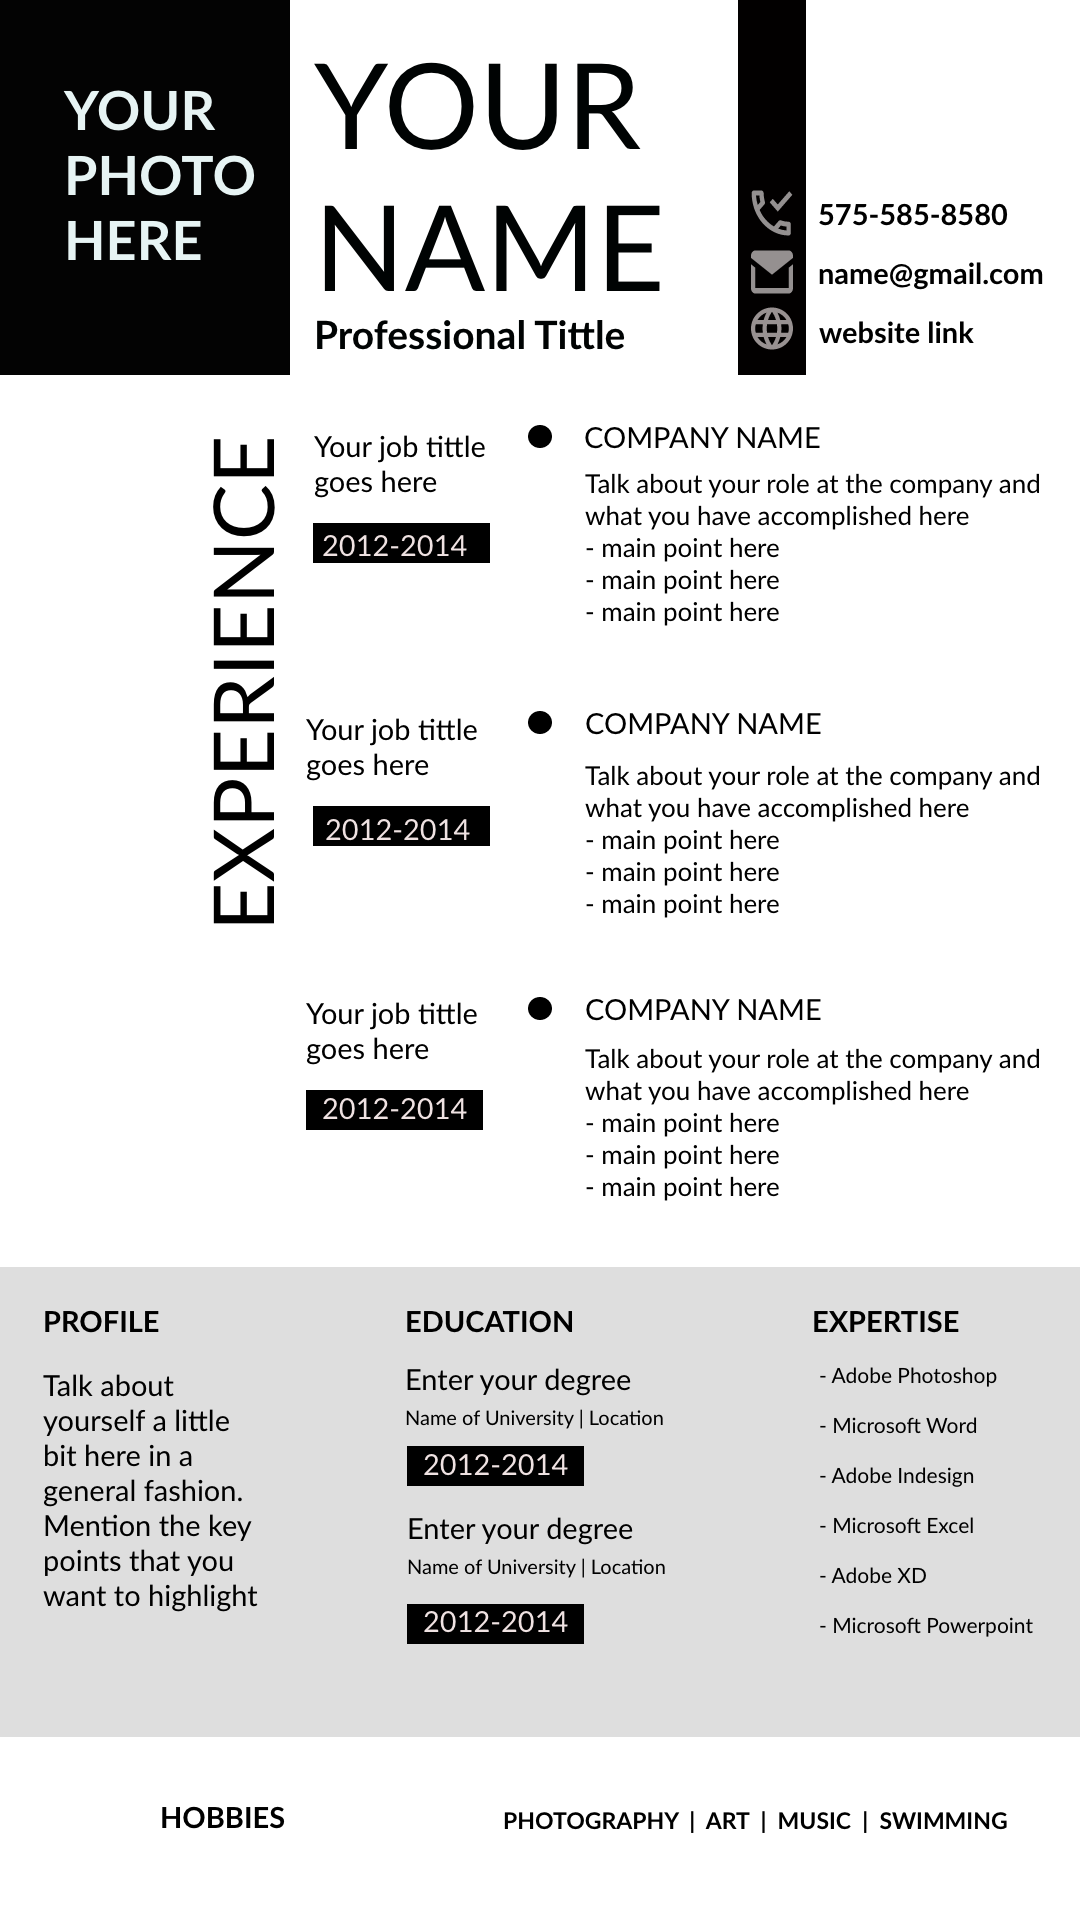 YOUR
PHOTO
HERE
YOUR
NAME
Professional Tittle
575-585-8580
name@gmail.com
website link
EXPERIENCE
Your job tittle
goes here
2012-2014
COMPANY NAME
Talk about your role at the company and
what you have accomplished here
- main point here
- main point here
- main point here
Your job tittle
goes here
2012-2014
COMPANY NAME
Talk about your role at the company and
what you have accomplished here
- main point here
- main point here
- main point here
Your job tittle
goes here
2012-2014
COMPANY NAME
Talk about your role at the company and
what you have accomplished here
- main point here
- main point here
- main point here
PROFILE
Talk about
yourself a little
bit here in a
general fashion.
Mention the key
points that you
want to highlight
EDUCATION
Enter your degree
Name of University | Location
2012-2014
Enter your degree
Name of University | Location
2012-2014
EXPERTISE
- Adobe Photoshop
- Microsoft Word
- Adobe Indesign
- Microsoft Excel
- Adobe XD
- Microsoft Powerpoint
HOBBIES
PHOTOGRAPHY | ART | MUSIC | SWIMMING